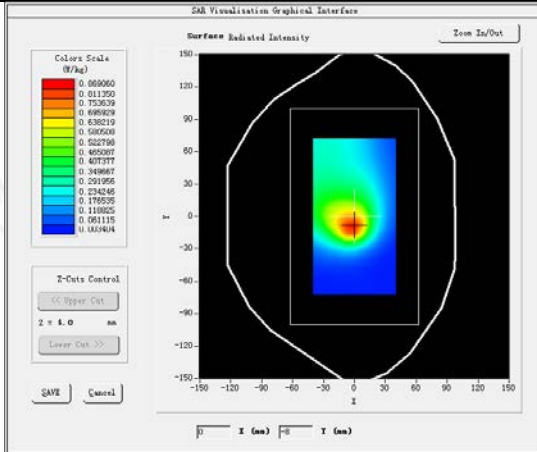 SAR Visualisation Graphical Interface
Surface Radiated Intensity
Zoom In/Out
Colors Scale
(W/kg)
0.869060
0.811350
0.753639
0.695929
0.638219
0.580508
0.522798
0.465087
0.407377
0.349667
0.291956
0.234246
0.176535
0.118825
0.061115
0.003404
150
120
90
60
30
0
-30
-60
-90
-120
-150
Y
-150 -120 -90 -60 -30 0 30 60 90 120 150
X
Z-Cuts Control
<< Upper Cut
Z = 4.0 mm
Lower Cut >>
SAVE Cancel
0 X (mm) -8 Y (mm)